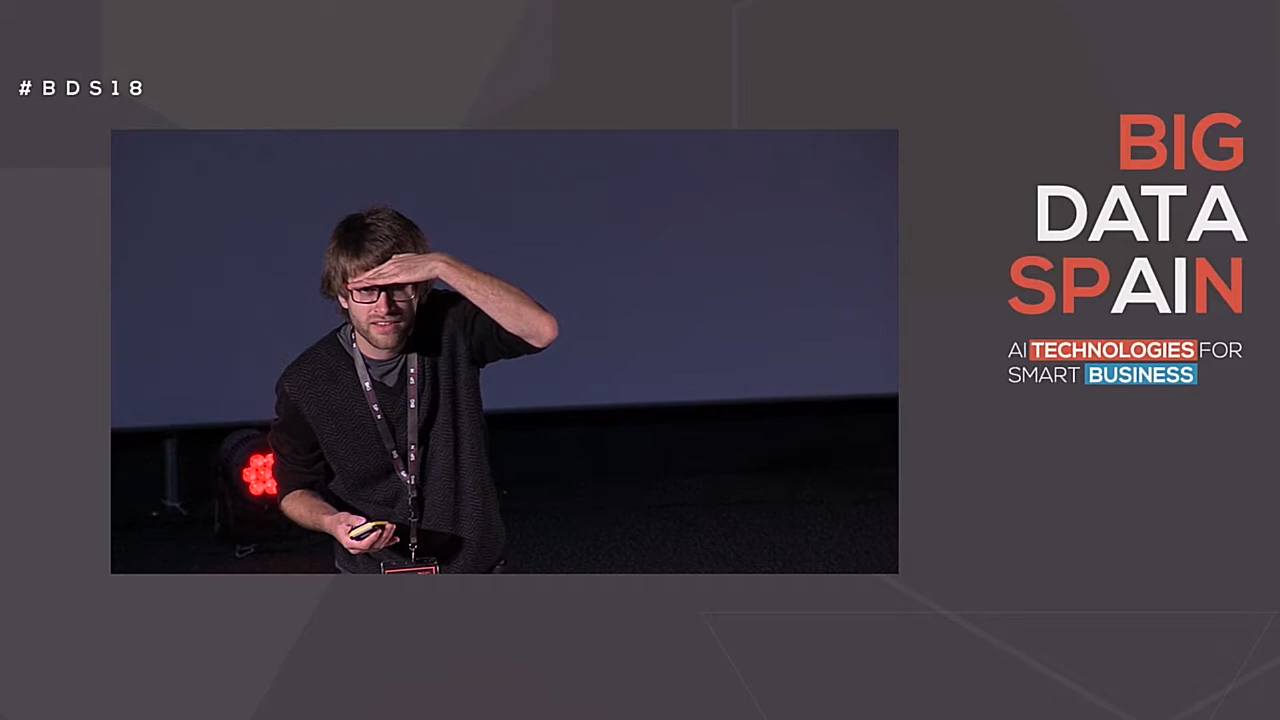 #BDS18
BIG
DATA
SPAIN
AI TECHNOLOGIES FOR
SMART BUSINESS